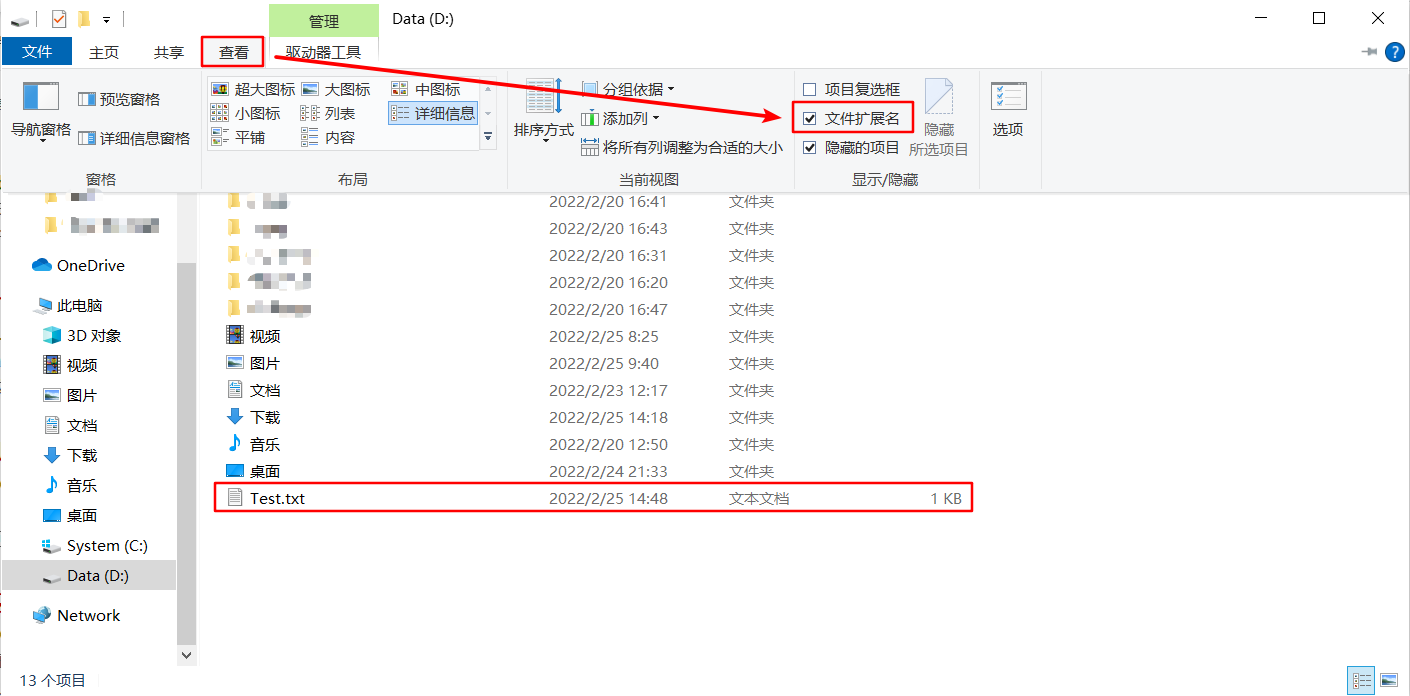 管理
Data (D:)
文件
主页
共享
查看
驱动器工具
导航窗格
预览窗格
详细信息窗格
窗格
超大图标
大图标
中图标
小图标
列表
详细信息
平铺
内容
布局
排序方式
分组依据
添加列
将所有列调整为合适的大小
当前视图
项目复选框
文件扩展名
隐藏的项目
隐藏
所选项目
显示/隐藏
选项
OneDrive
此电脑
3D 对象
视频
图片
文档
下载
音乐
桌面
System (C:)
Data (D:)
Network
2022/2/20 16:41 文件夹
2022/2/20 16:43 文件夹
2022/2/20 16:31 文件夹
2022/2/20 16:20 文件夹
2022/2/20 16:47 文件夹
视频 2022/2/25 8:25 文件夹
图片 2022/2/25 9:40 文件夹
文档 2022/2/23 12:17 文件夹
下载 2022/2/25 14:18 文件夹
音乐 2022/2/20 12:50 文件夹
桌面 2022/2/24 21:33 文件夹
Test.txt 2022/2/25 14:48 文本文档 1 KB
13 个项目